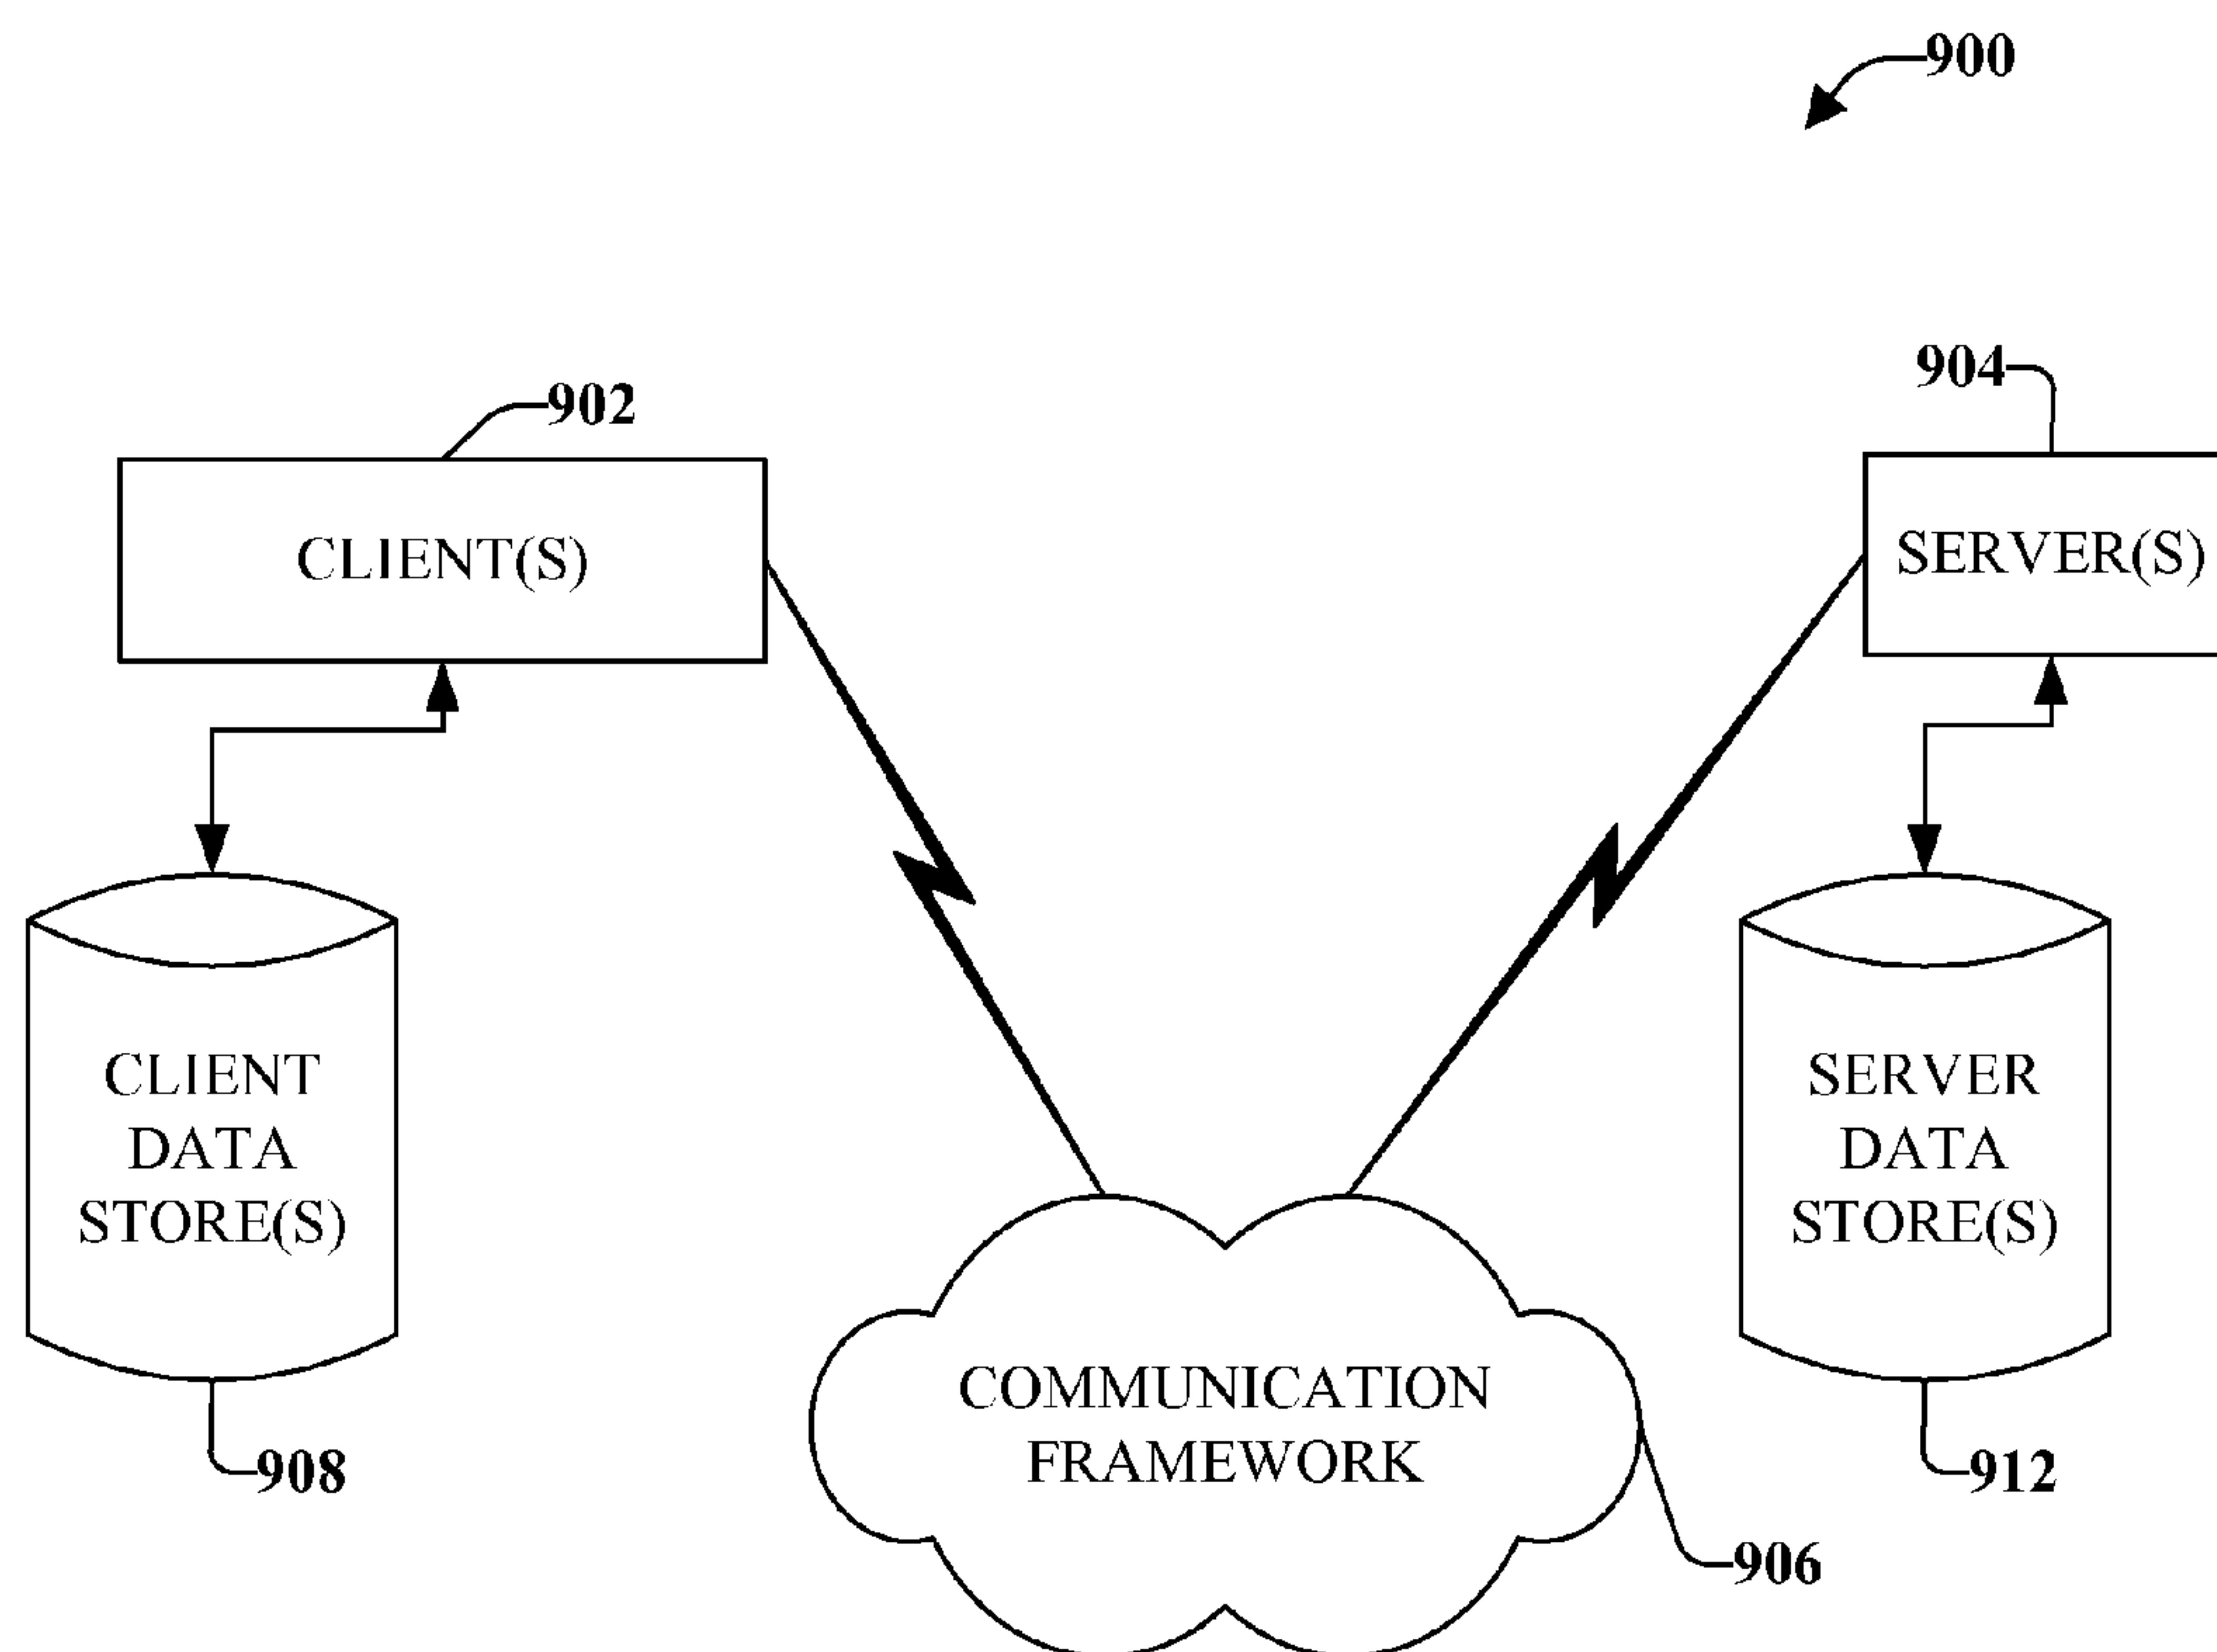 900
902
904
CLIENT(S)
SERVER(S)
CLIENT
DATA
STORE(S)
SERVER
DATA
STORE(S)
COMMUNICATION
FRAMEWORK
908
912
906